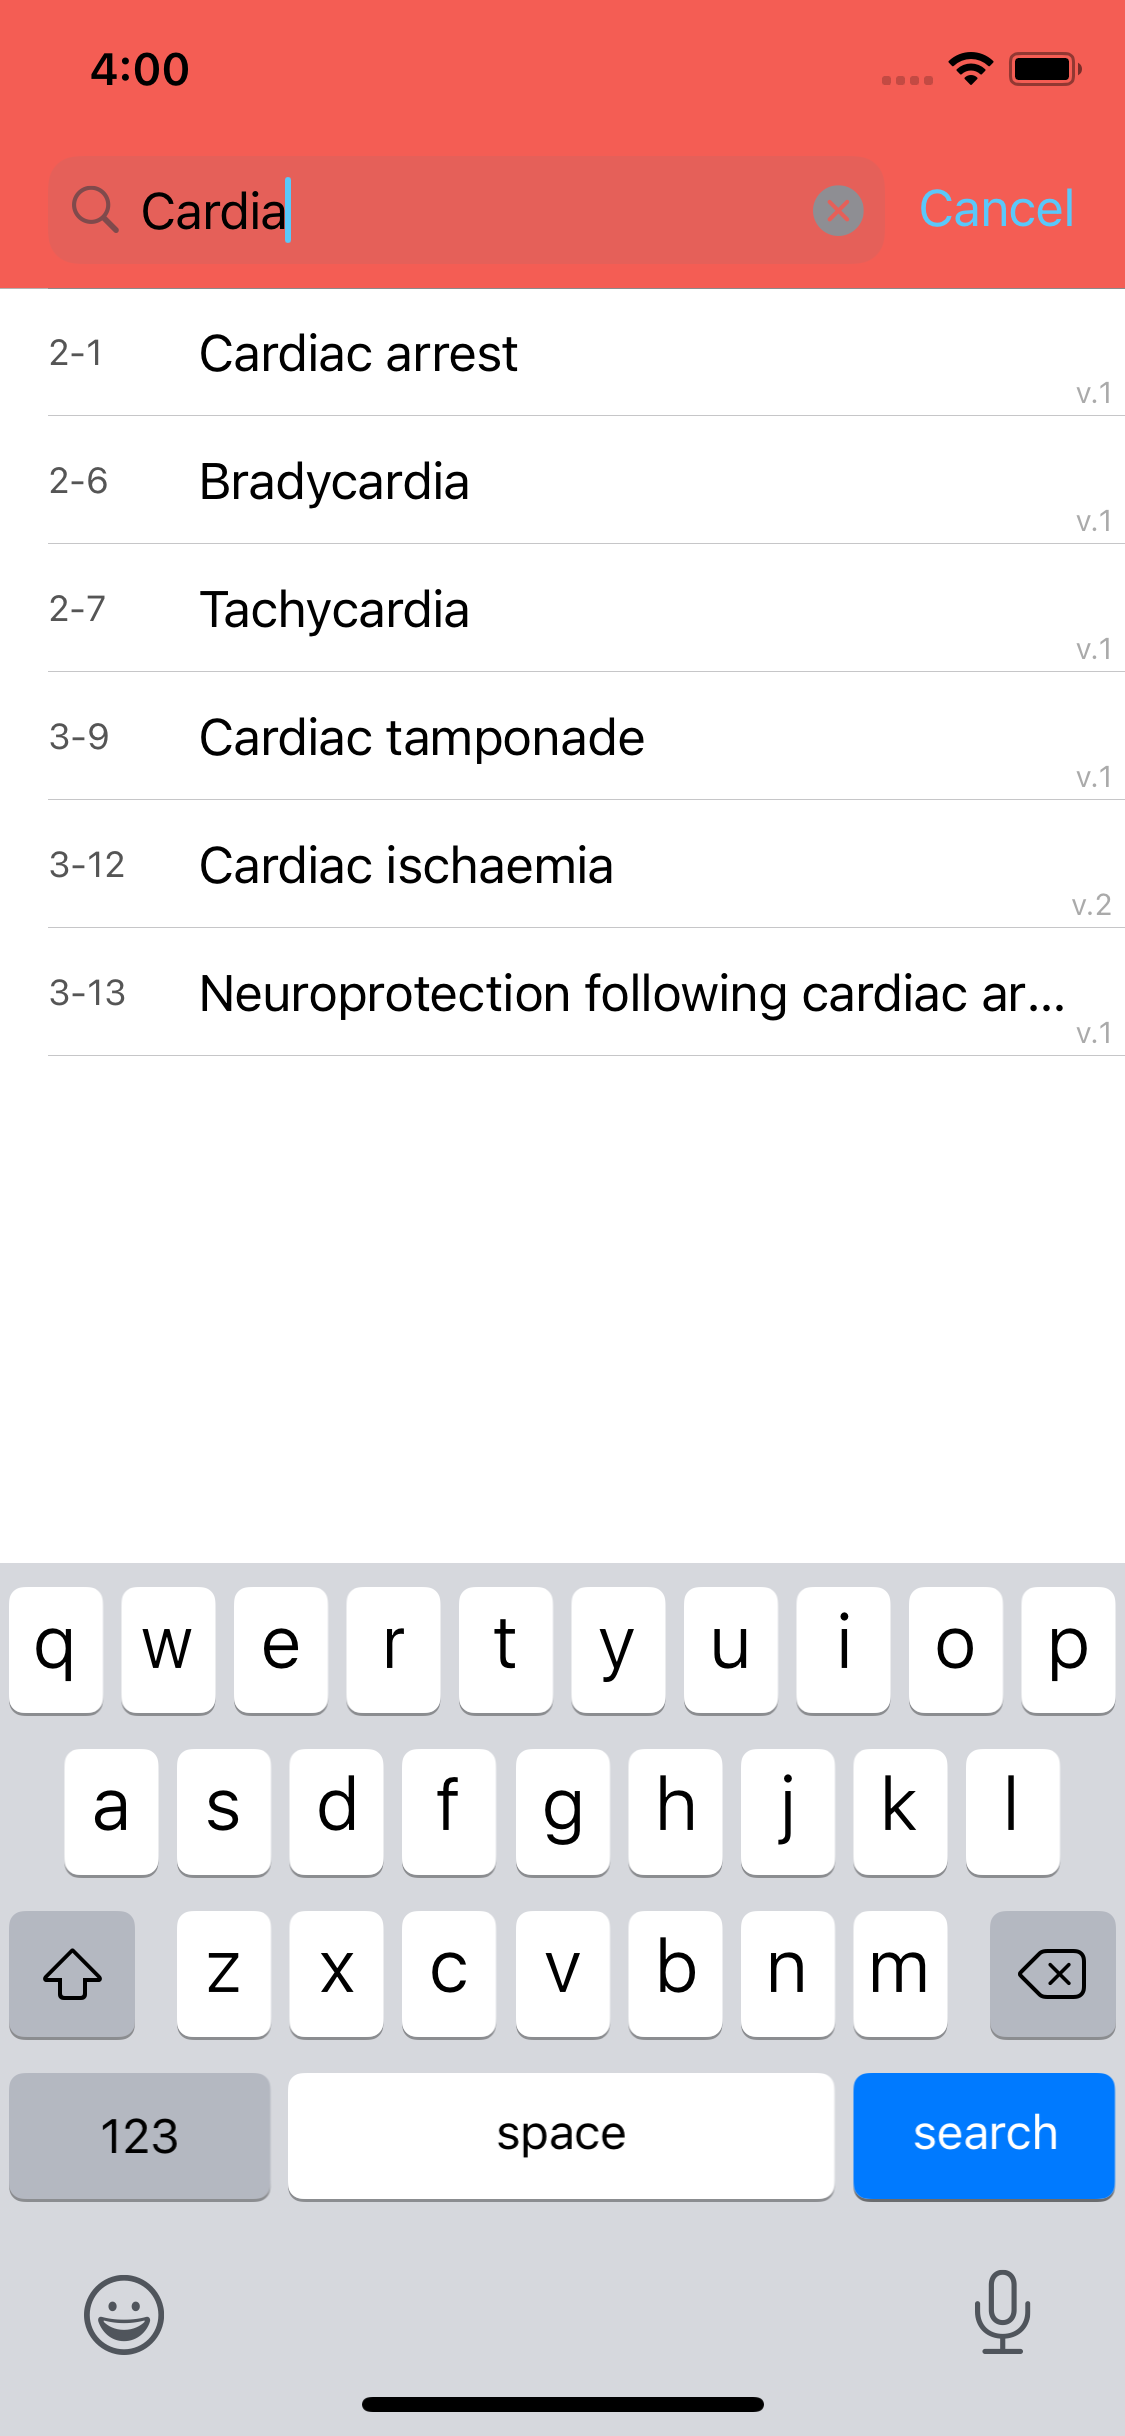 4:00
Cardia
Cancel
2-1 Cardiac arrest
v.1
2-6 Bradycardia
v.1
2-7 Tachycardia
v.1
3-9 Cardiac tamponade
v.1
3-12 Cardiac ischaemia
v.2
3-13 Neuroprotection following cardiac ar...
v.1
q w e r t y u i o p
a s d f g h j k l
z x c v b n m
123 space search